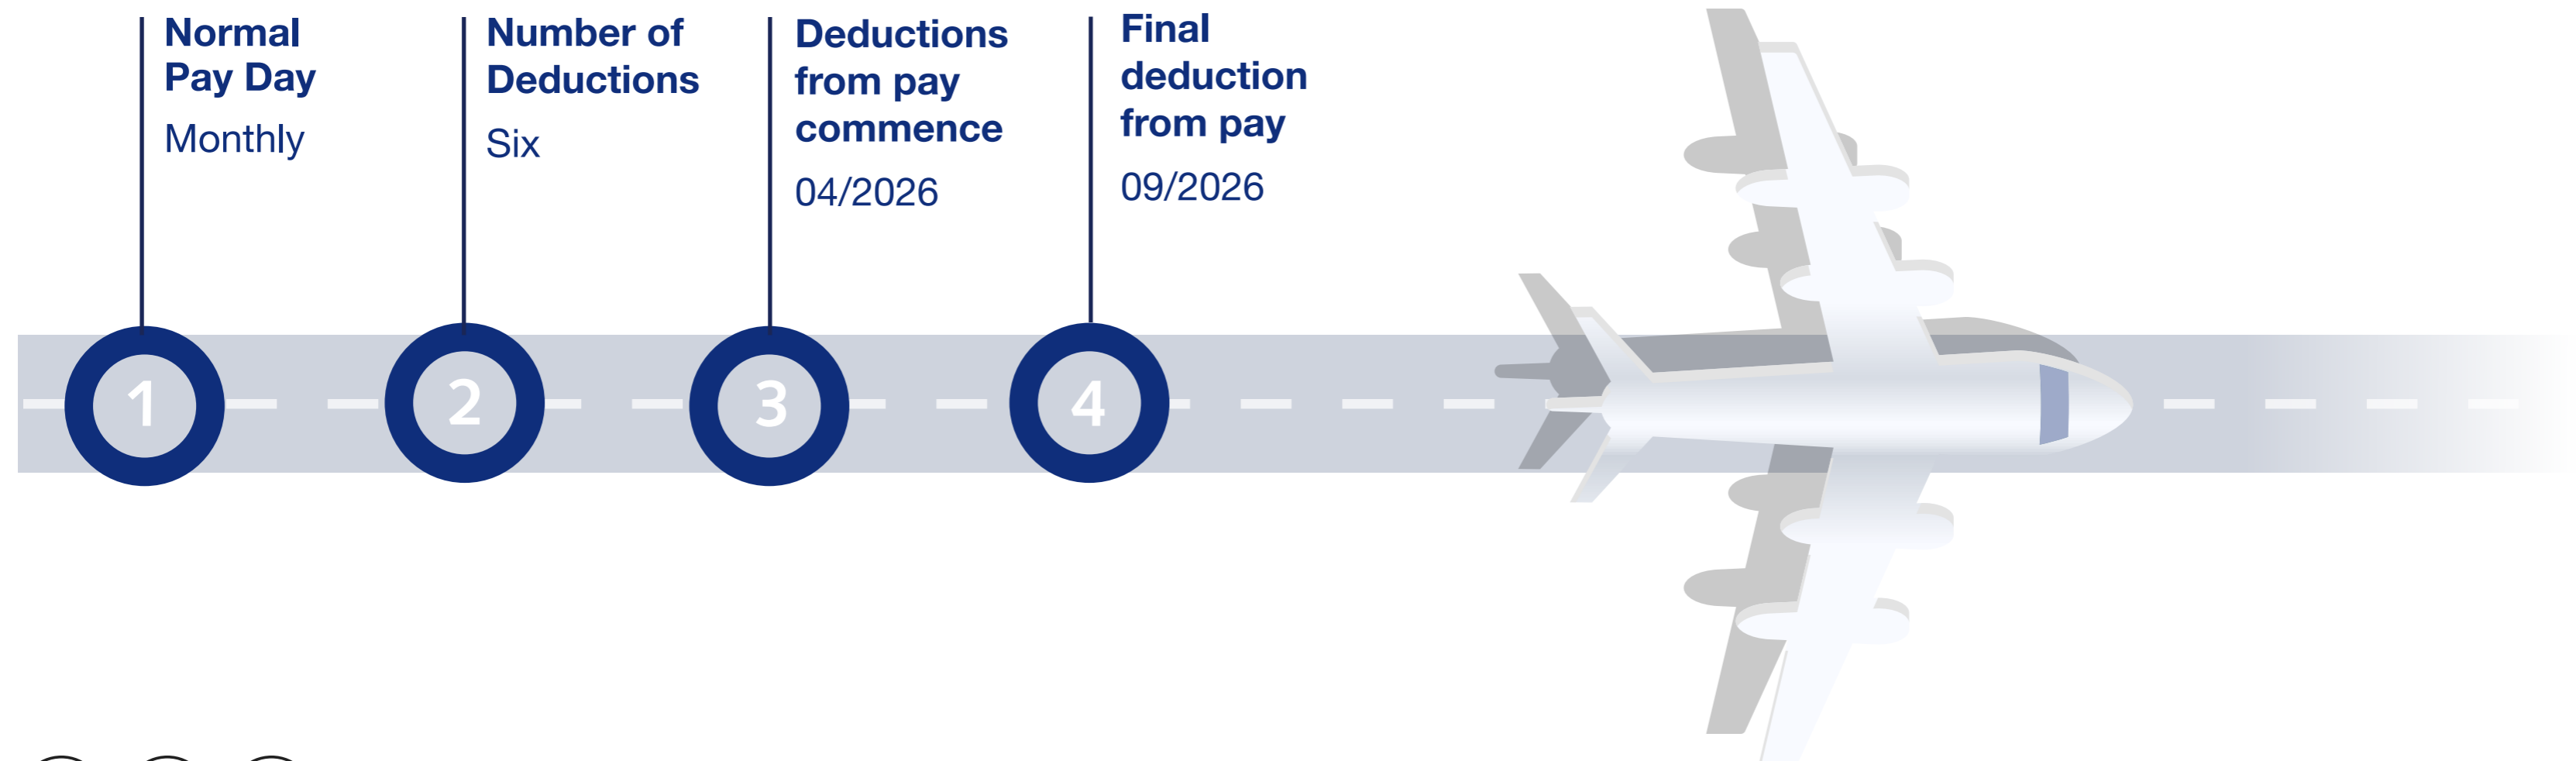 Normal
Pay Day
Monthly
Number of
Deductions
Six
Deductions
from pay
commence
04/2026
Final
deduction
from pay
09/2026
1
2
3
4